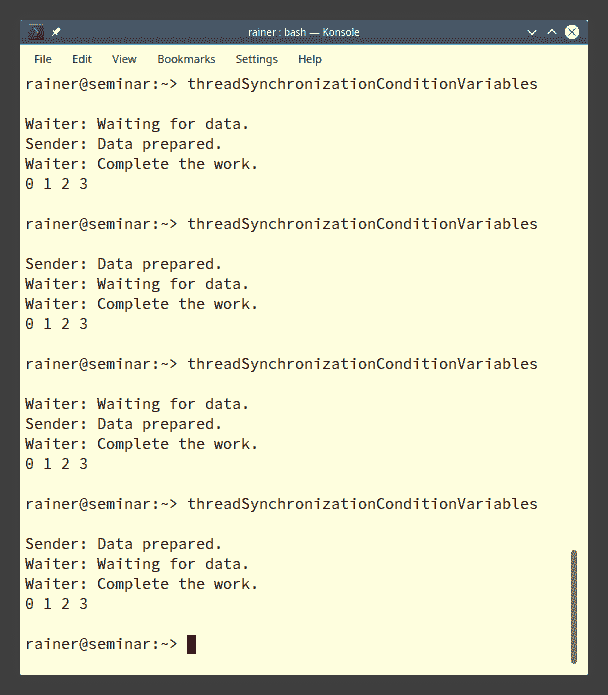 rainer : bash — Konsole
File Edit View Bookmarks Settings Help
rainer@seminar:~> threadSynchronizationConditionVariables
Waiter: Waiting for data.
Sender: Data prepared.
Waiter: Complete the work.
0 1 2 3
rainer@seminar:~> threadSynchronizationConditionVariables
Sender: Data prepared.
Waiter: Waiting for data.
Waiter: Complete the work.
0 1 2 3
rainer@seminar:~> threadSynchronizationConditionVariables
Waiter: Waiting for data.
Sender: Data prepared.
Waiter: Complete the work.
0 1 2 3
rainer@seminar:~> threadSynchronizationConditionVariables
Sender: Data prepared.
Waiter: Waiting for data.
Waiter: Complete the work.
0 1 2 3
rainer@seminar:~>